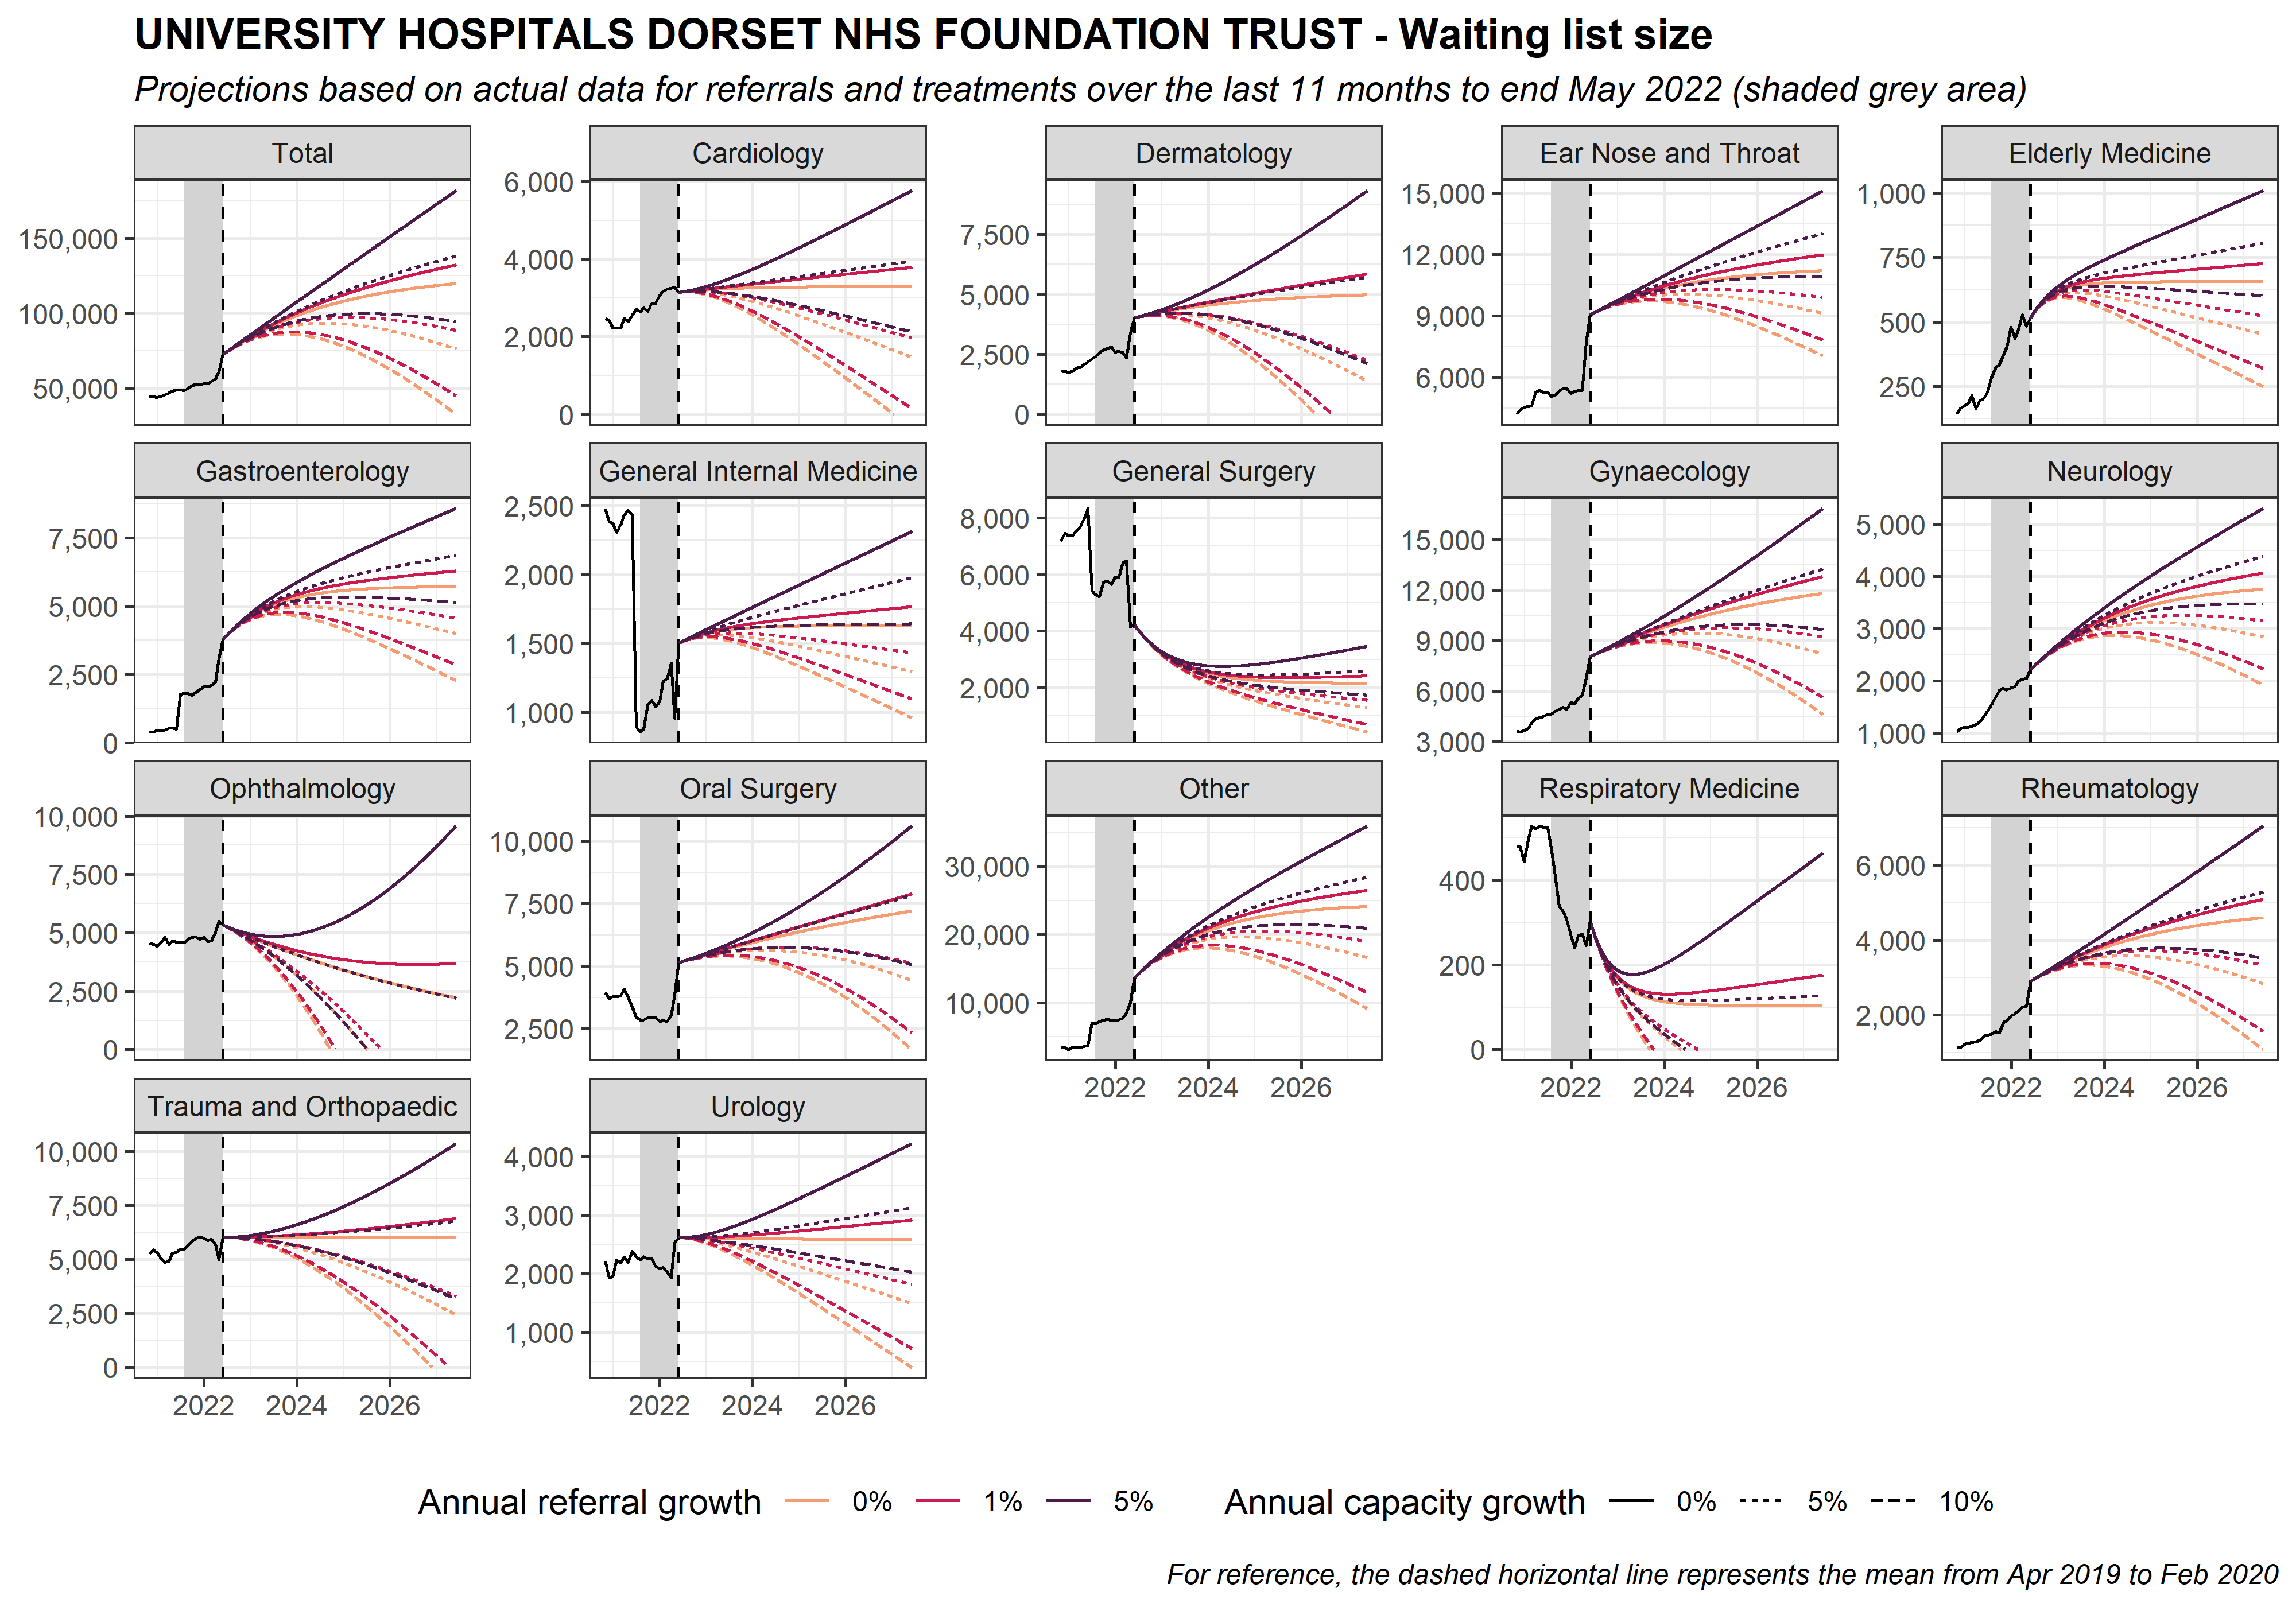 UNIVERSITY HOSPITALS DORSET NHS FOUNDATION TRUST - Waiting list size
Projections based on actual data for referrals and treatments over the last 11 months to end May 2022 (shaded grey area)
Total
150,000
100,000
50,000
Cardiology
6,000
4,000
2,000
0
Dermatology
7,500
5,000
2,500
0
Ear Nose and Throat
15,000
12,000
9,000
6,000
Elderly Medicine
1,000
750
500
250
Gastroenterology
7,500
5,000
2,500
0
General Internal Medicine
2,500
2,000
1,500
1,000
General Surgery
8,000
6,000
4,000
2,000
Gynaecology
15,000
12,000
9,000
6,000
3,000
Neurology
5,000
4,000
3,000
2,000
1,000
Ophthalmology
10,000
7,500
5,000
2,500
0
Oral Surgery
10,000
7,500
5,000
2,500
Other
30,000
20,000
10,000
2022 2024 2026
Respiratory Medicine
400
200
0
2022 2024 2026
Rheumatology
6,000
4,000
2,000
2022 2024 2026
Trauma and Orthopaedic
10,000
7,500
5,000
2,500
0
2022 2024 2026
Urology
4,000
3,000
2,000
1,000
2022 2024 2026
Annual referral growth 0% 1% 5% Annual capacity growth 0% 5% 10%
For reference, the dashed horizontal line represents the mean from Apr 2019 to Feb 2020